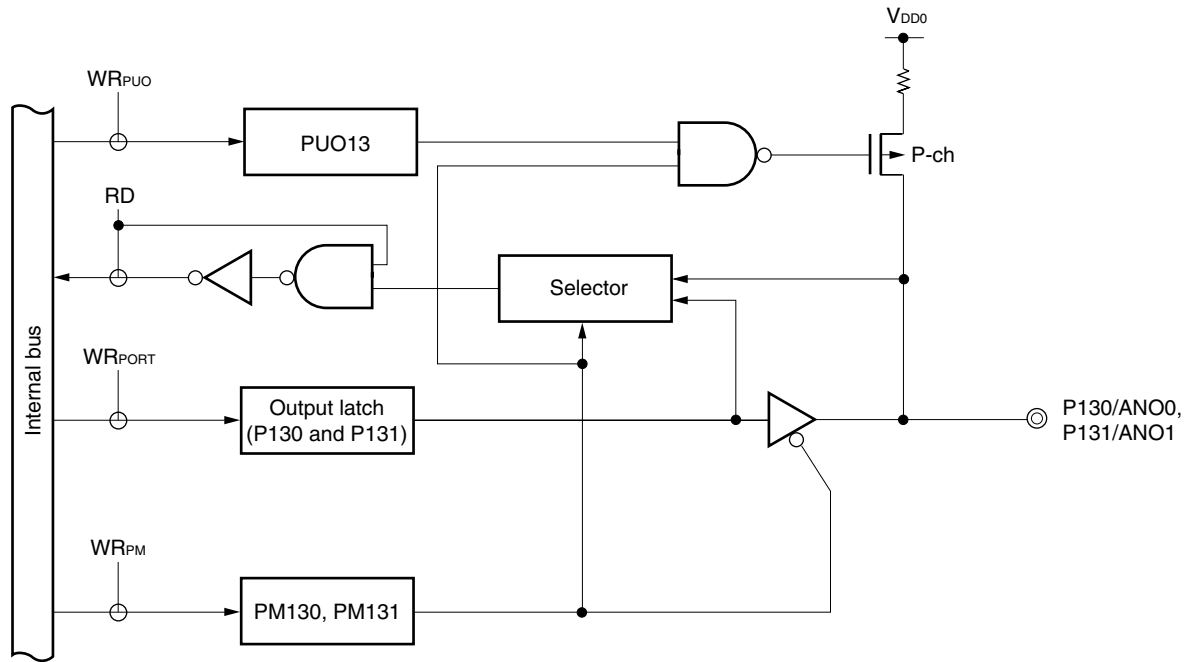 VDD0
WRPUO
PUO13
P-ch
RD
Selector
Internal bus
WRPORT
Output latch
(P130 and P131)
P130/ANO0,
P131/ANO1
WRPM
PM130, PM131